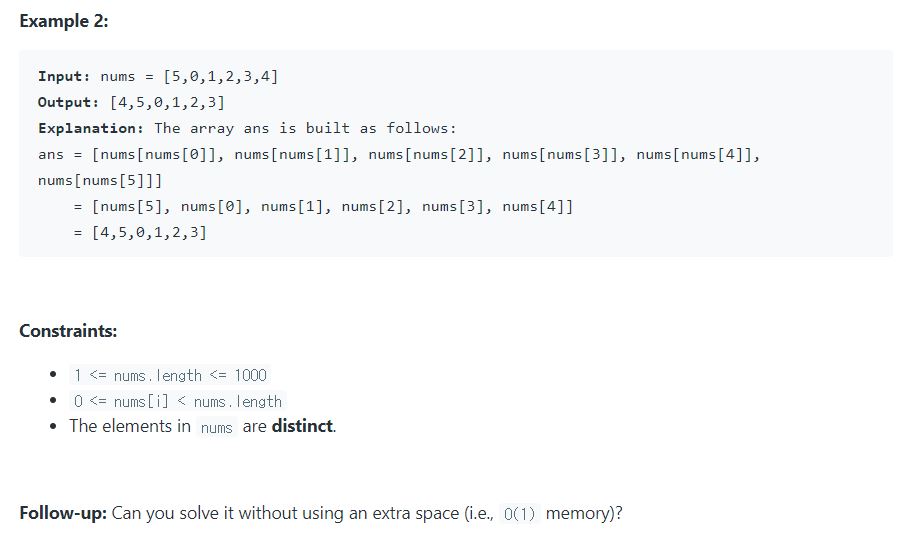 Example 2:
Input: nums = [5,0,1,2,3,4]
Output: [4,5,0,1,2,3]
Explanation: The array ans is built as follows:
ans = [nums[nums[0]], nums[nums[1]], nums[nums[2]], nums[nums[3]], nums[nums[4]],
nums[nums[5]]]
    = [nums[5], nums[0], nums[1], nums[2], nums[3], nums[4]]
    = [4,5,0,1,2,3]
Constraints:
• 1 <= nums.length <= 1000
• 0 <= nums[i] < nums.length
• The elements in nums are distinct.
Follow-up: Can you solve it without using an extra space (i.e., O(1) memory)?